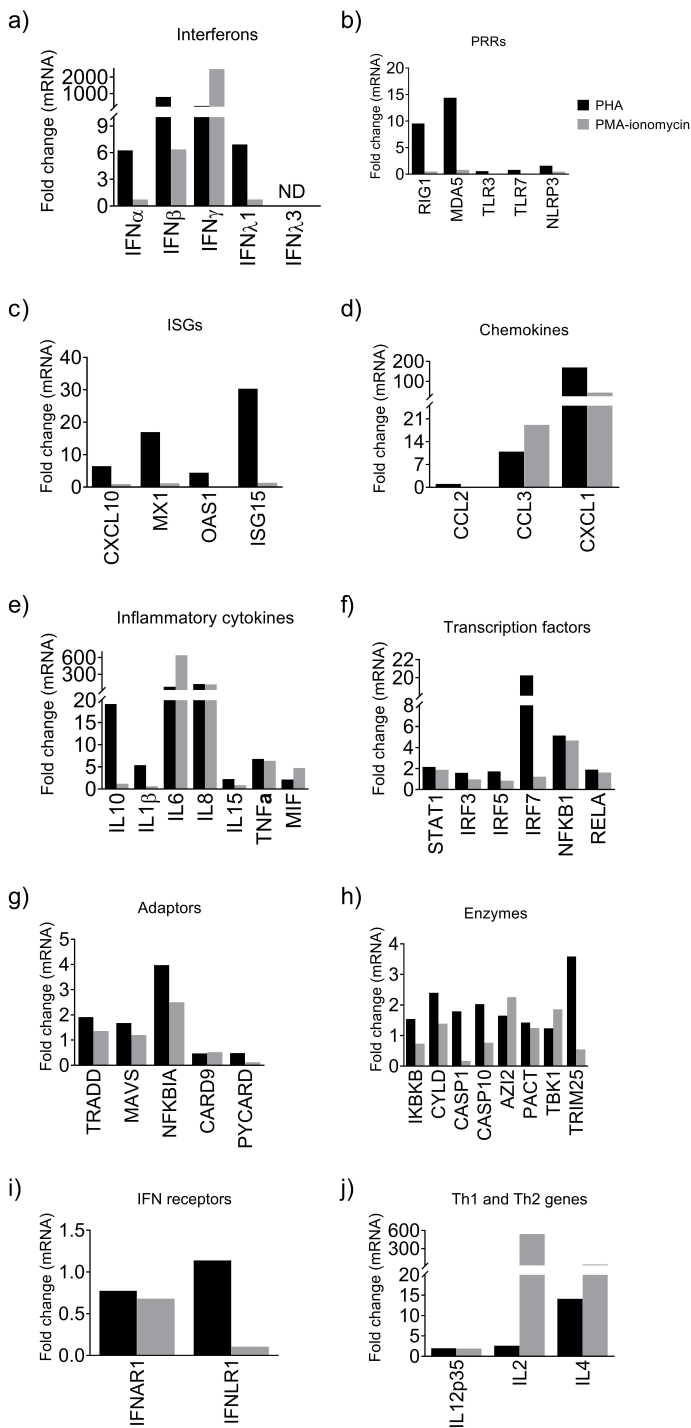 a)
Interferons
Fold change (mRNA)
2000
1000
9
6
3
0
ND
IFNα
IFNβ
IFNγ
IFNλ1
IFNλ3
b)
PRRs
Fold change (mRNA)
20
15
10
5
0
RIG1
MDA5
TLR3
TLR7
NLRP3
PHA
PMA-ionomycin
c)
ISGs
Fold change (mRNA)
40
30
20
10
0
CXCL10
MX1
OAS1
ISG15
d)
Chemokines
Fold change (mRNA)
200
100
21
14
7
0
CCL2
CCL3
CXCL1
e)
Inflammatory cytokines
Fold change (mRNA)
600
300
20
15
10
5
0
IL10
IL1β
IL6
IL8
IL15
TNFa
MIF
f)
Transcription factors
Fold change (mRNA)
22
20
8
6
4
2
0
STAT1
IRF3
IRF5
IRF7
NFKB1
RELA
g)
Adaptors
Fold change (mRNA)
5
4
3
2
1
0
TRADD
MAVS
NFKBIA
CARD9
PYCARD
h)
Enzymes
Fold change (mRNA)
4
3
2
1
0
IKBKB
CYLD
CASP1
CASP10
AZI2
PACT
TBK1
TRIM25
i)
IFN receptors
Fold change (mRNA)
1.5
1.0
0.5
0.0
IFNAR1
IFNLR1
j)
Th1 and Th2 genes
Fold change (mRNA)
600
300
20
15
10
5
0
IL12p35
IL2
IL4